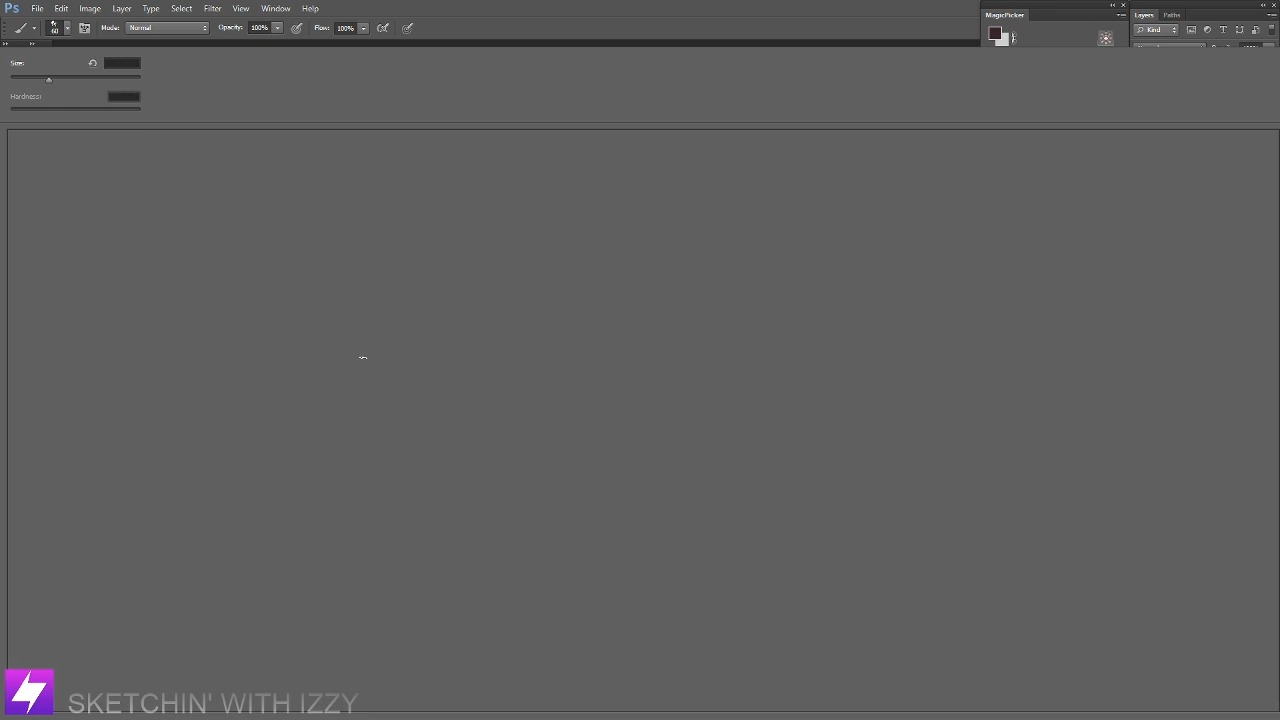 Ps File Edit Image Layer Type Select Filter View Window Help
60 Mode: Normal Opacity: 100% Flow: 100%
MagicPicker Layers Paths
Kind
Size:
Hardness:
SKETCHIN' WITH IZZY